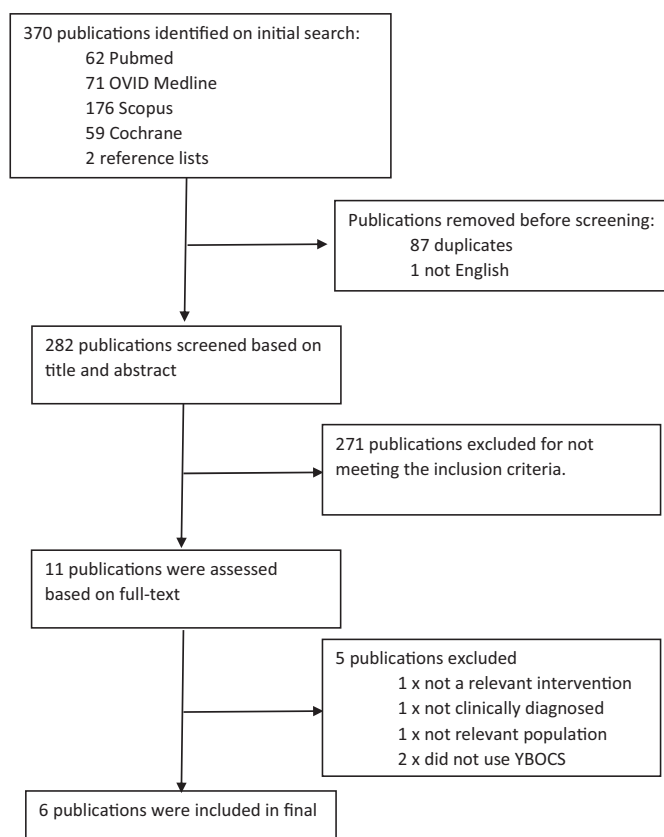 370 publications identified on initial search:
62 Pubmed
71 OVID Medline
176 Scopus
59 Cochrane
2 reference lists
Publications removed before screening:
87 duplicates
1 not English
282 publications screened based on
title and abstract
271 publications excluded for not
meeting the inclusion criteria.
11 publications were assessed
based on full-text
5 publications excluded
1 x not a relevant intervention
1 x not clinically diagnosed
1 x not relevant population
2 x did not use YBOCS
6 publications were included in final